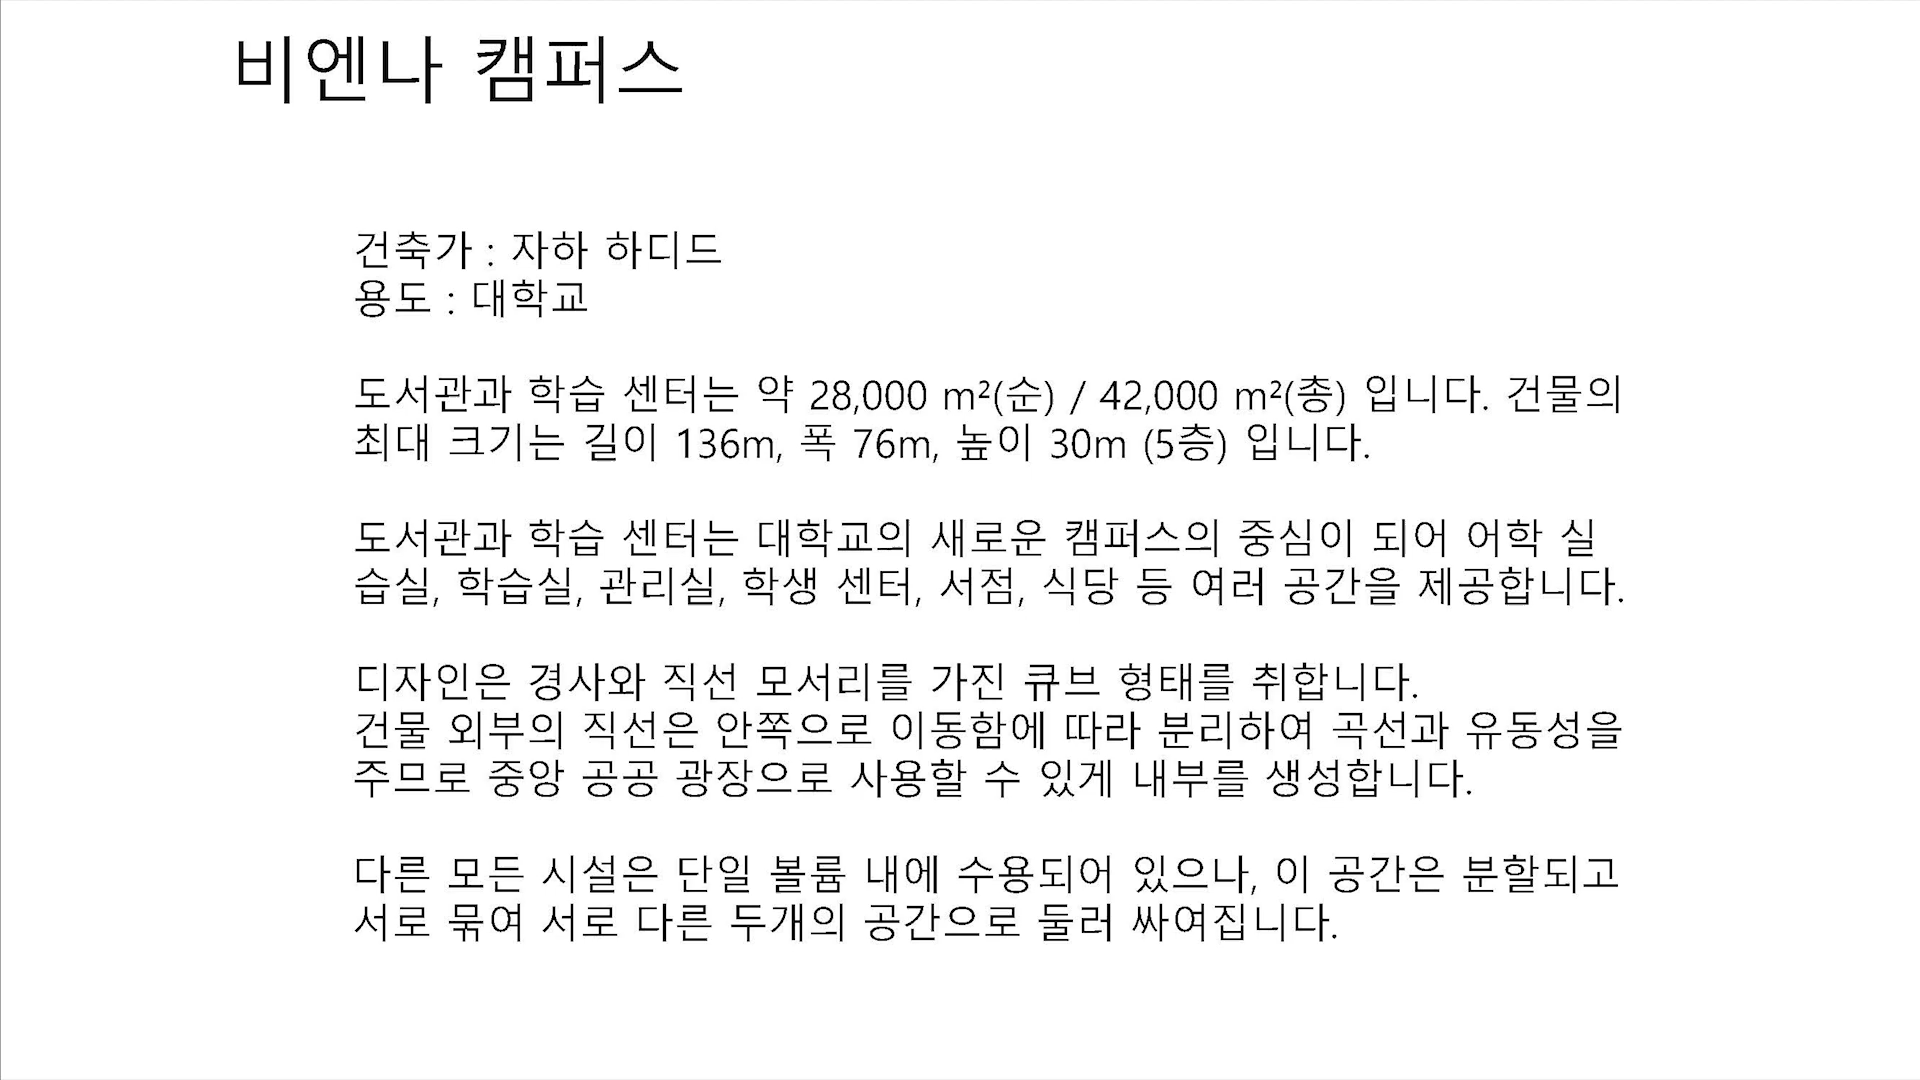 비엔나 캠퍼스
건축가 : 자하 하디드
용도 : 대학교
도서관과 학습 센터는 약 28,000 m²(순) / 42,000 m²(총) 입니다. 건물의
최대 크기는 길이 136m, 폭 76m, 높이 30m (5층) 입니다.
도서관과 학습 센터는 대학교의 새로운 캠퍼스의 중심이 되어 어학 실
습실, 학습실, 관리실, 학생 센터, 서점, 식당 등 여러 공간을 제공합니다.
디자인은 경사와 직선 모서리를 가진 큐브 형태를 취합니다.
건물 외부의 직선은 안쪽으로 이동함에 따라 분리하여 곡선과 유동성을
주므로 중앙 공공 광장으로 사용할 수 있게 내부를 생성합니다.
다른 모든 시설은 단일 볼륨 내에 수용되어 있으나, 이 공간은 분할되고
서로 묶여 서로 다른 두개의 공간으로 둘러 싸여집니다.